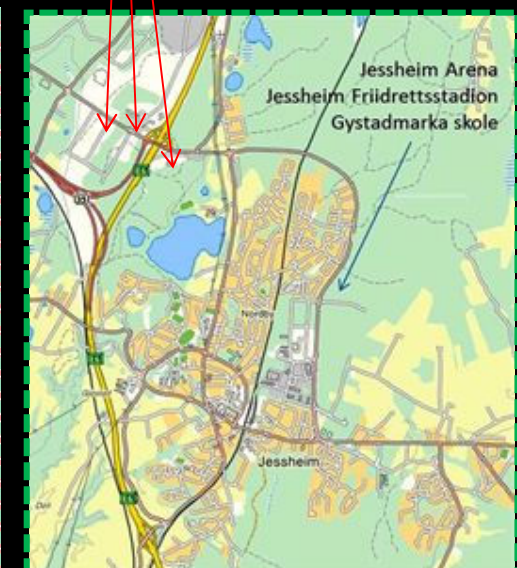 Jessheim Arena
Jessheim Friidrettsstadion
Gystadmarka skole
Nordby
Jessheim